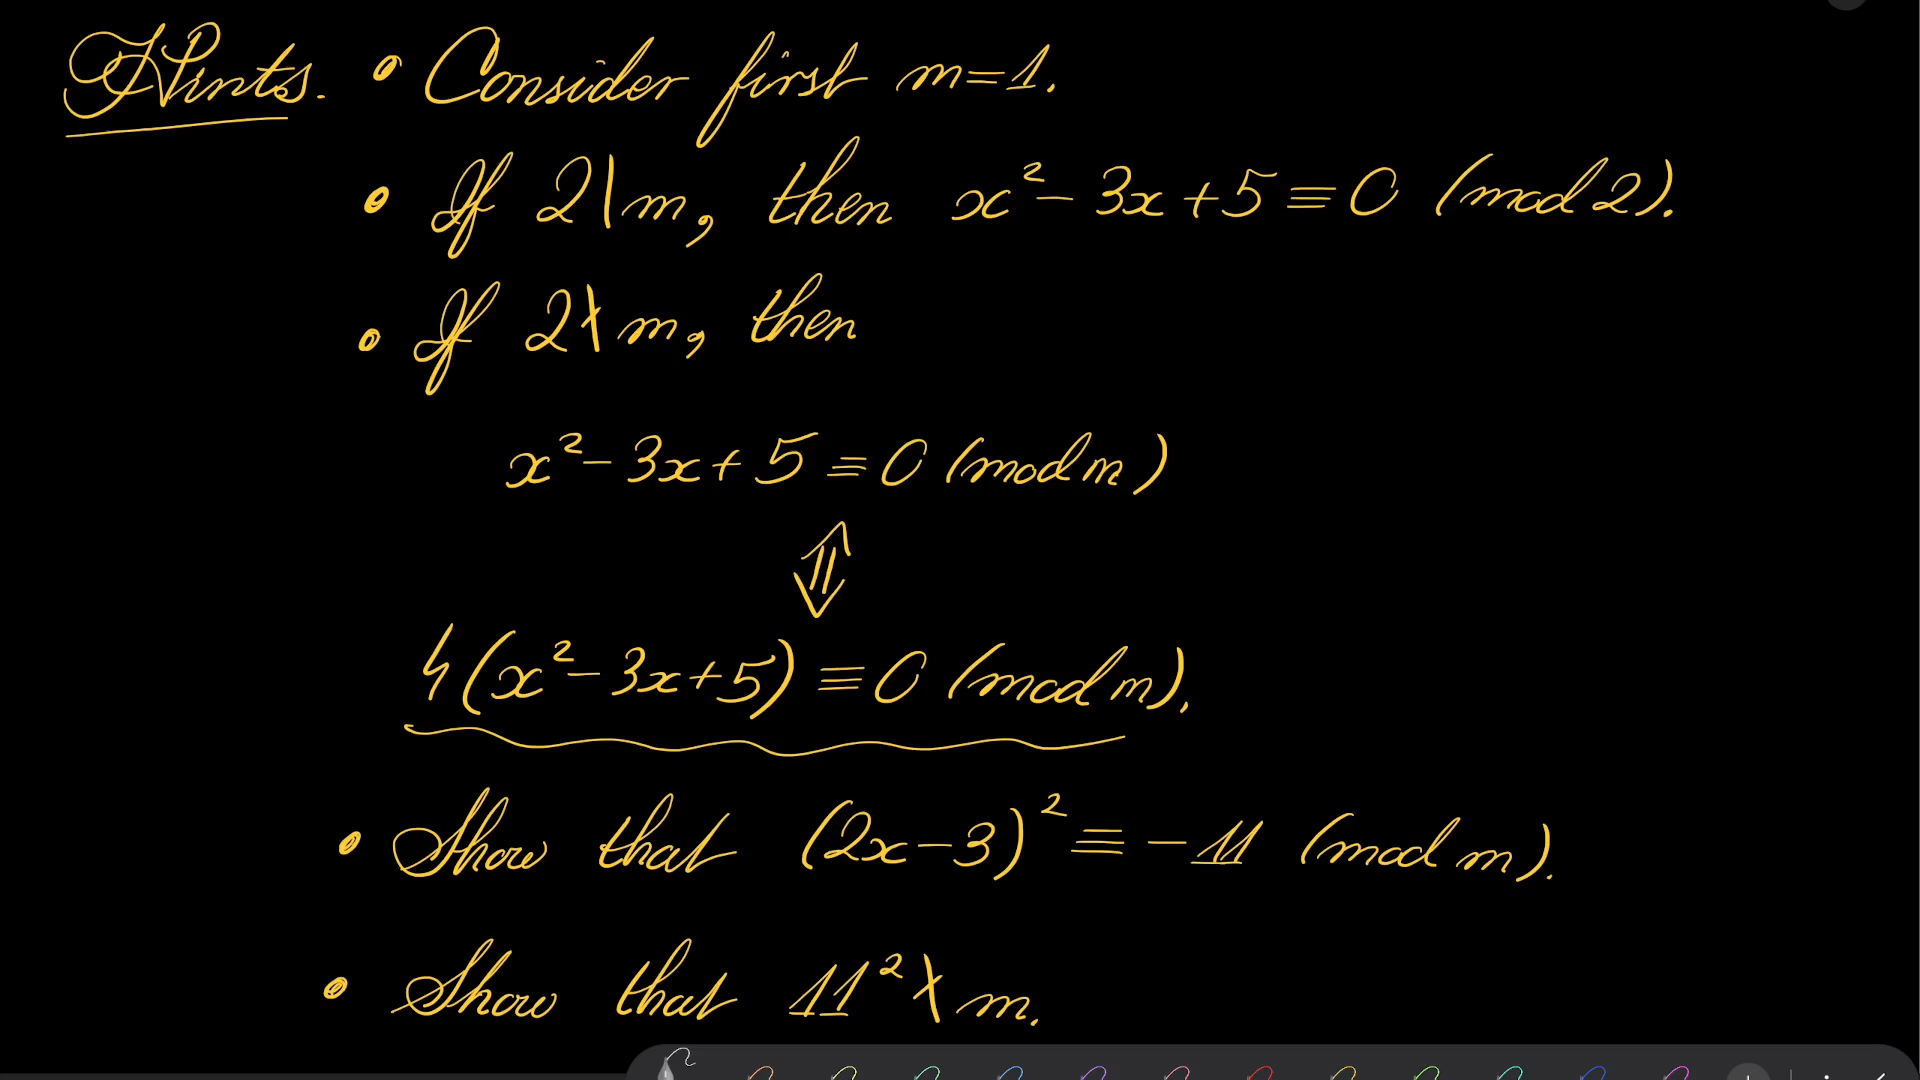 Hints. • Consider first m=1.
• If 2|m, then x²-3x+5≡0 (mod 2).
• If 2∤m, then
x²-3x+5≡0 (mod m)
⇕
4(x²-3x+5)≡0 (mod m).
• Show that (2x-3)²≡-11 (mod m).
• Show that 11²∤m.